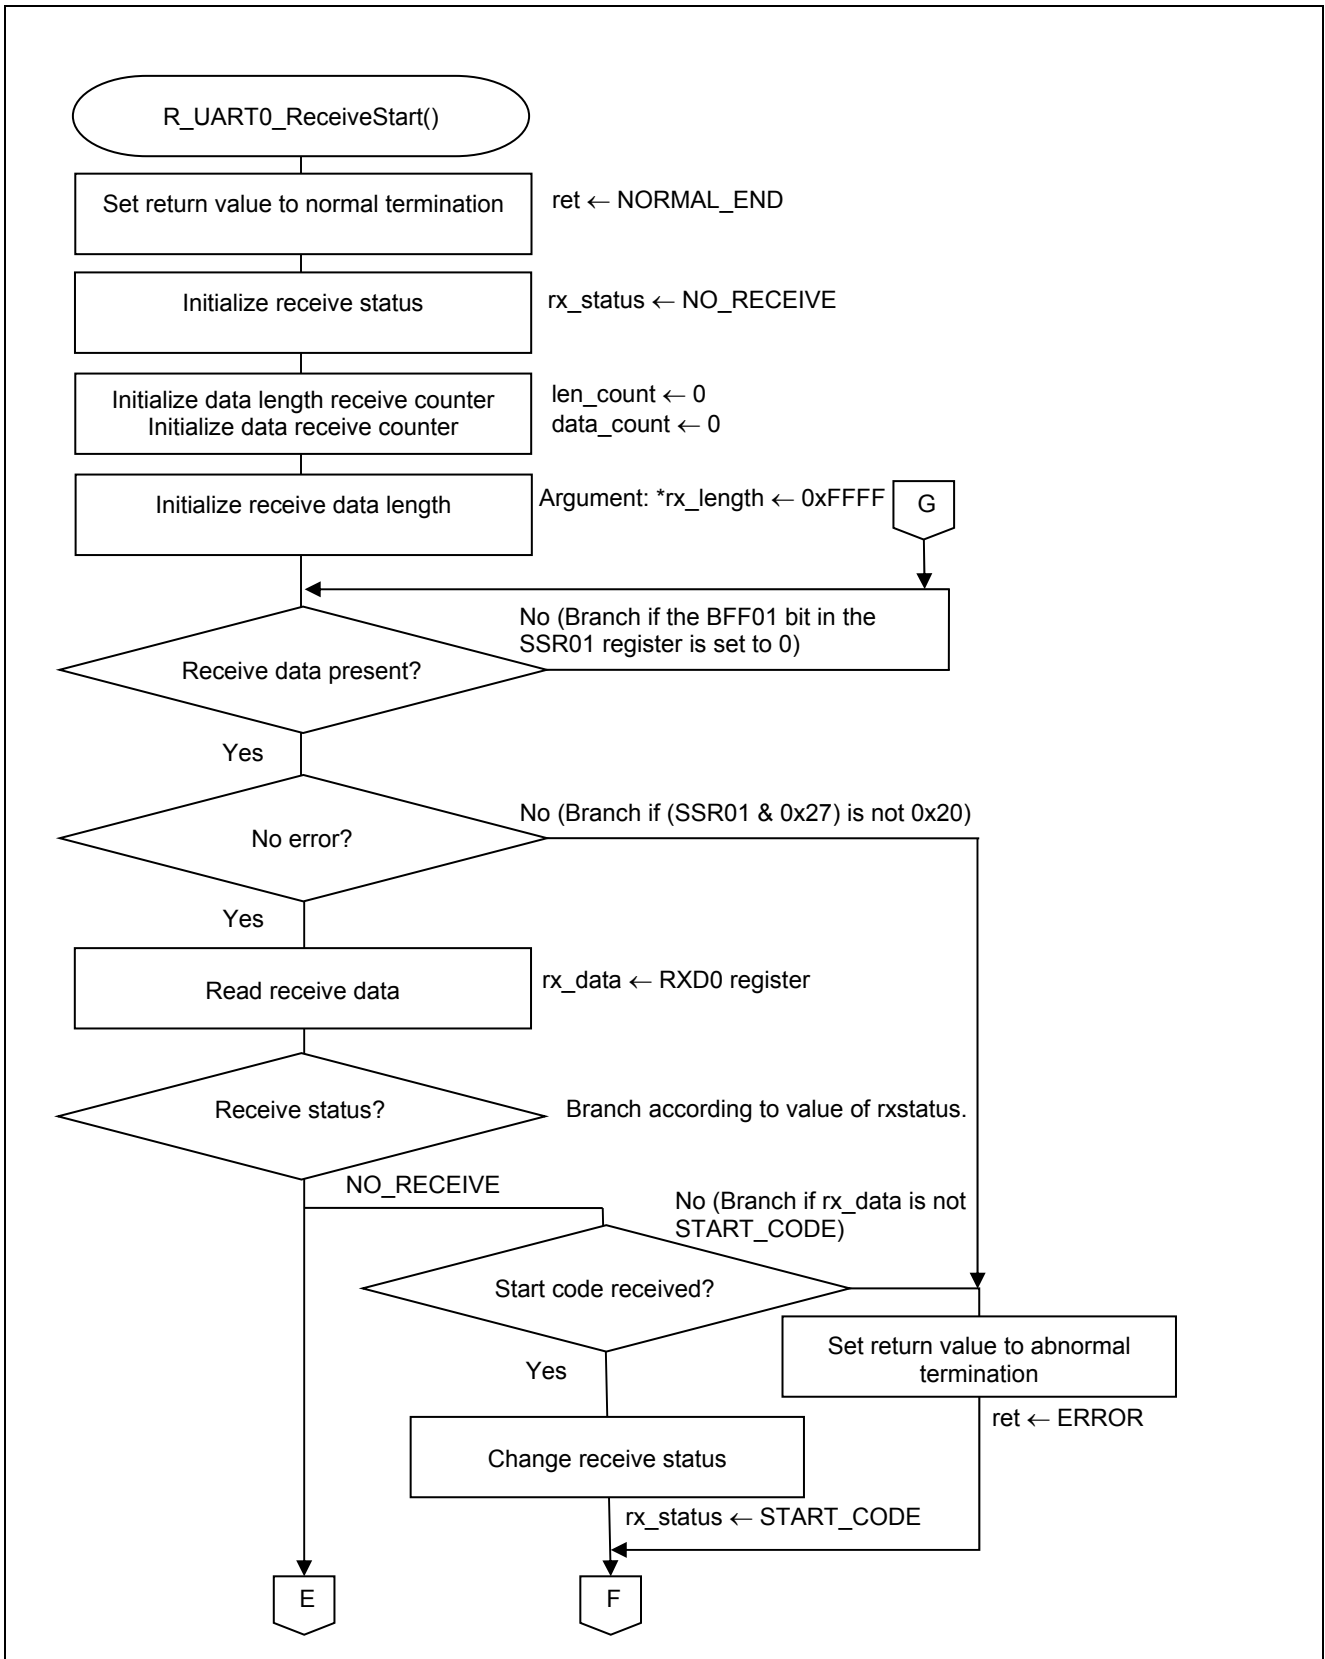 R_UART0_ReceiveStart()
Set return value to normal termination
ret ← NORMAL_END
Initialize receive status
rx_status ← NO_RECEIVE
Initialize data length receive counter
Initialize data receive counter
len_count ← 0
data_count ← 0
Initialize receive data length
Argument: *rx_length ← 0xFFFF
G
No (Branch if the BFF01 bit in the
SSR01 register is set to 0)
Receive data present?
Yes
No (Branch if (SSR01 & 0x27) is not 0x20)
No error?
Yes
Read receive data
rx_data ← RXD0 register
Receive status?
Branch according to value of rxstatus.
NO_RECEIVE
No (Branch if rx_data is not
START_CODE)
Start code received?
Set return value to abnormal
termination
Yes
ret ← ERROR
Change receive status
rx_status ← START_CODE
E
F